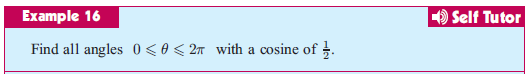 Example 16
Self Tutor
Find all angles 0 ⩽ θ ⩽ 2π with a cosine of 1/2.